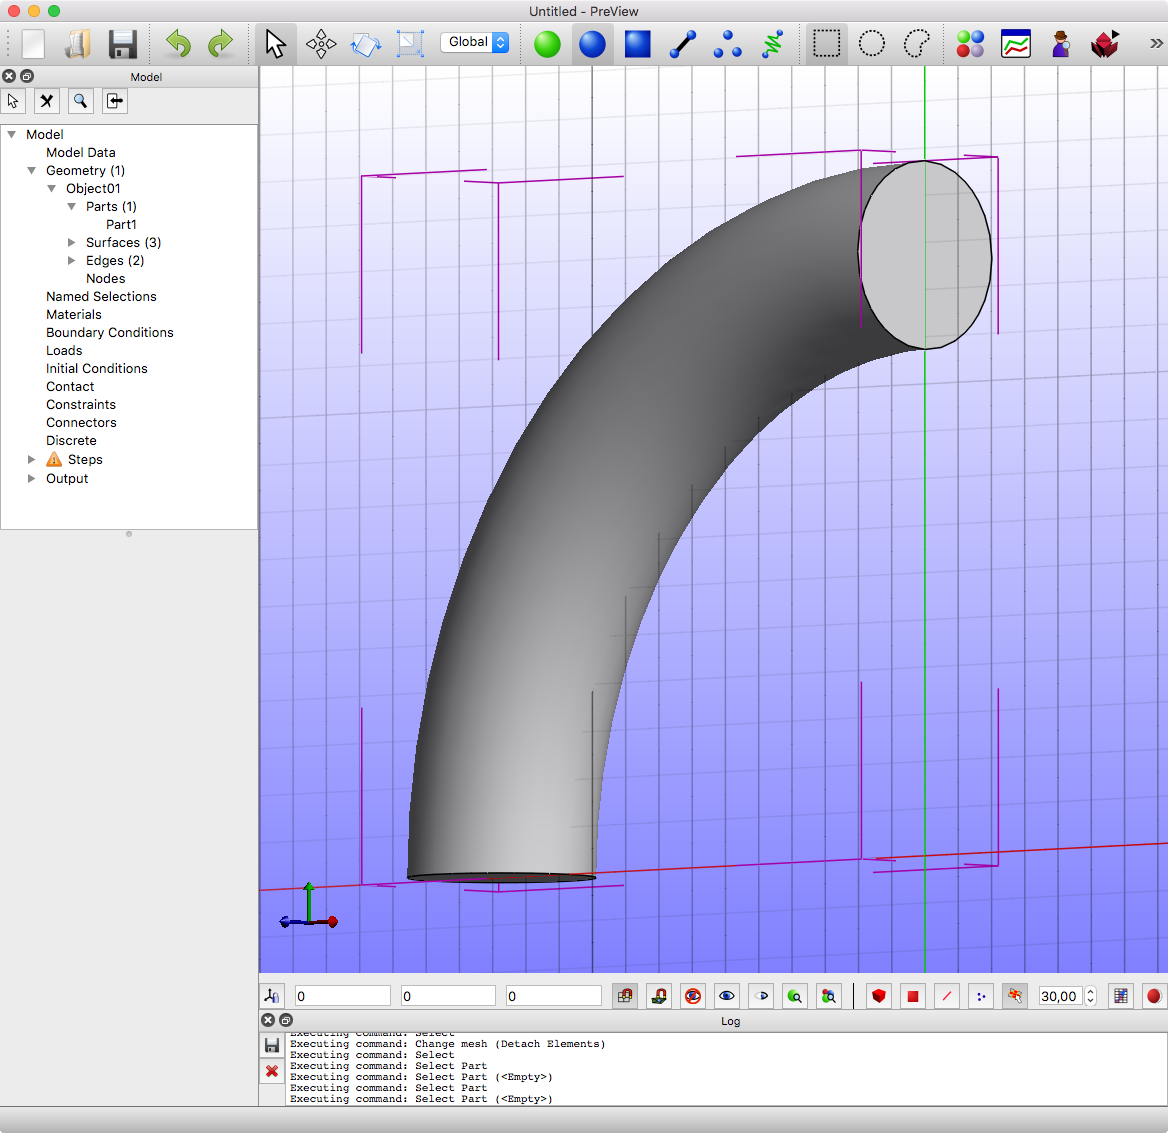 Untitled - PreView
Global
Model
Model
Model Data
Geometry (1)
Object01
Parts (1)
Part1
Surfaces (3)
Edges (2)
Nodes
Named Selections
Materials
Boundary Conditions
Loads
Initial Conditions
Contact
Constraints
Connectors
Discrete
Steps
Output
0 0 0 30,00
Log
Executing command: Select
Executing command: Change mesh (Detach Elements)
Executing command: Select
Executing command: Select Part
Executing command: Select Part (<Empty>)
Executing command: Select Part
Executing command: Select Part (<Empty>)